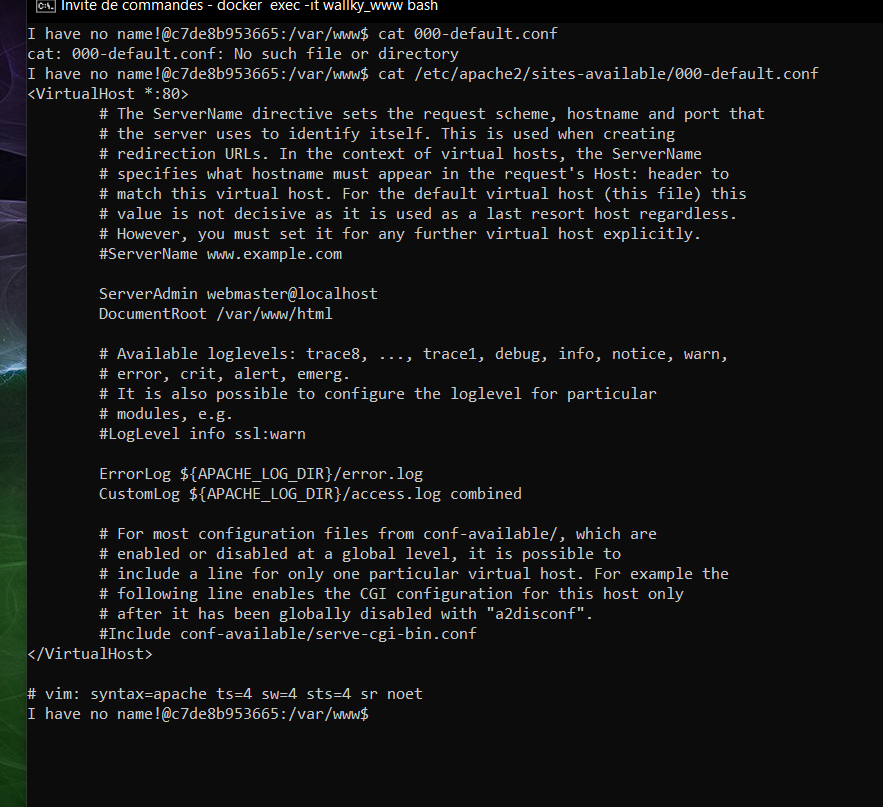 Invite de commandes - docker exec -it wallky_www bash
I have no name!@c7de8b953665:/var/www$ cat 000-default.conf
cat: 000-default.conf: No such file or directory
I have no name!@c7de8b953665:/var/www$ cat /etc/apache2/sites-available/000-default.conf
<VirtualHost *:80>
        # The ServerName directive sets the request scheme, hostname and port that
        # the server uses to identify itself. This is used when creating
        # redirection URLs. In the context of virtual hosts, the ServerName
        # specifies what hostname must appear in the request's Host: header to
        # match this virtual host. For the default virtual host (this file) this
        # value is not decisive as it is used as a last resort host regardless.
        # However, you must set it for any further virtual host explicitly.
        #ServerName www.example.com

        ServerAdmin webmaster@localhost
        DocumentRoot /var/www/html

        # Available loglevels: trace8, ..., trace1, debug, info, notice, warn,
        # error, crit, alert, emerg.
        # It is also possible to configure the loglevel for particular
        # modules, e.g.
        #LogLevel info ssl:warn

        ErrorLog ${APACHE_LOG_DIR}/error.log
        CustomLog ${APACHE_LOG_DIR}/access.log combined

        # For most configuration files from conf-available/, which are
        # enabled or disabled at a global level, it is possible to
        # include a line for only one particular virtual host. For example the
        # following line enables the CGI configuration for this host only
        # after it has been globally disabled with "a2disconf".
        #Include conf-available/serve-cgi-bin.conf
</VirtualHost>

# vim: syntax=apache ts=4 sw=4 sts=4 sr noet
I have no name!@c7de8b953665:/var/www$